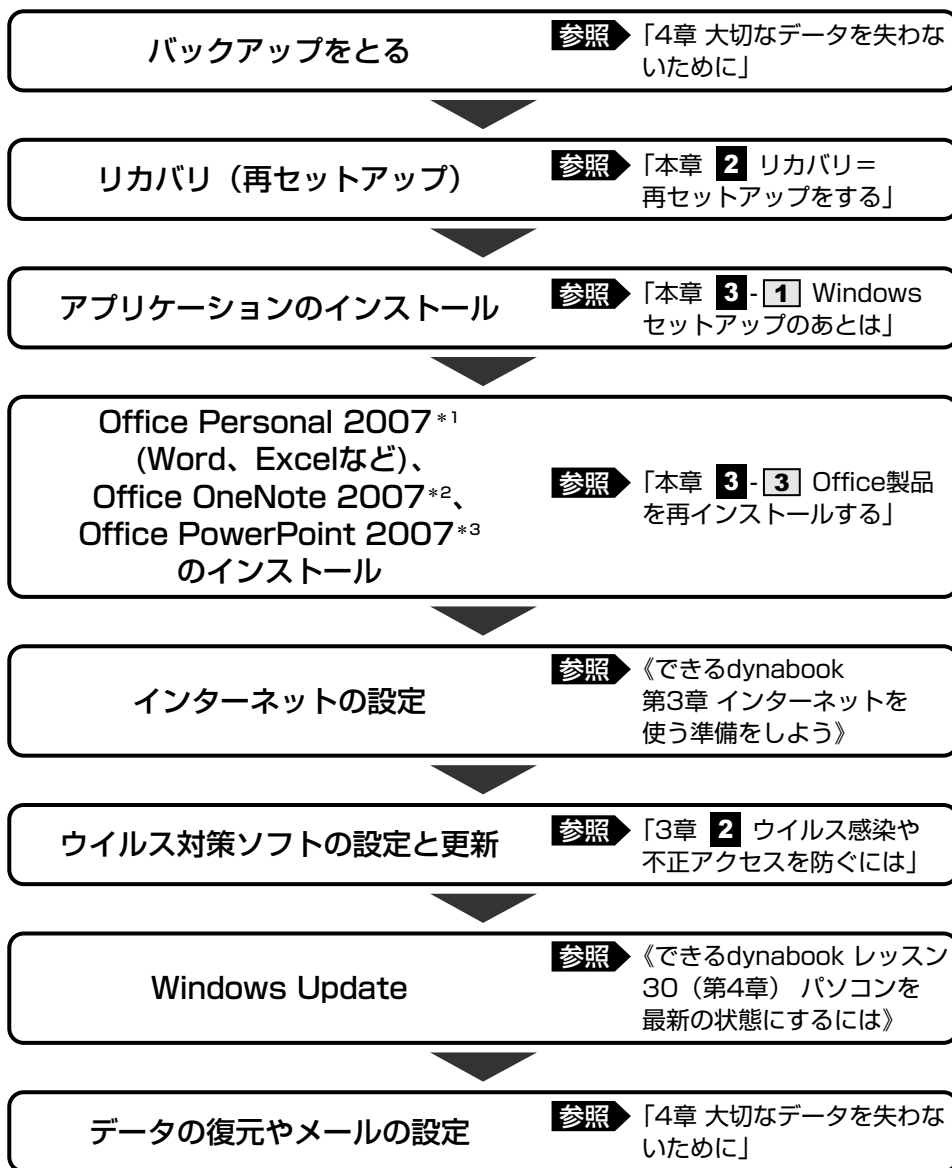 バックアップをとる
参照 「4章 大切なデータを失わな
いために」
リカバリ（再セットアップ）
参照 「本章 2 リカバリ＝
再セットアップをする」
アプリケーションのインストール
参照 「本章 3 - 1 Windows
セットアップのあとは」
Office Personal 2007*1
(Word、Excelなど)、
Office OneNote 2007*2、
Office PowerPoint 2007*3
のインストール
参照 「本章 3 - 3 Office製品
を再インストールする」
インターネットの設定
参照 《できるdynabook
第3章 インターネットを
使う準備をしよう》
ウイルス対策ソフトの設定と更新
参照 「3章 2 ウイルス感染や
不正アクセスを防ぐには」
Windows Update
参照 《できるdynabook レッスン
30（第4章） パソコンを
最新の状態にするには》
データの復元やメールの設定
参照 「4章 大切なデータを失わな
いために」